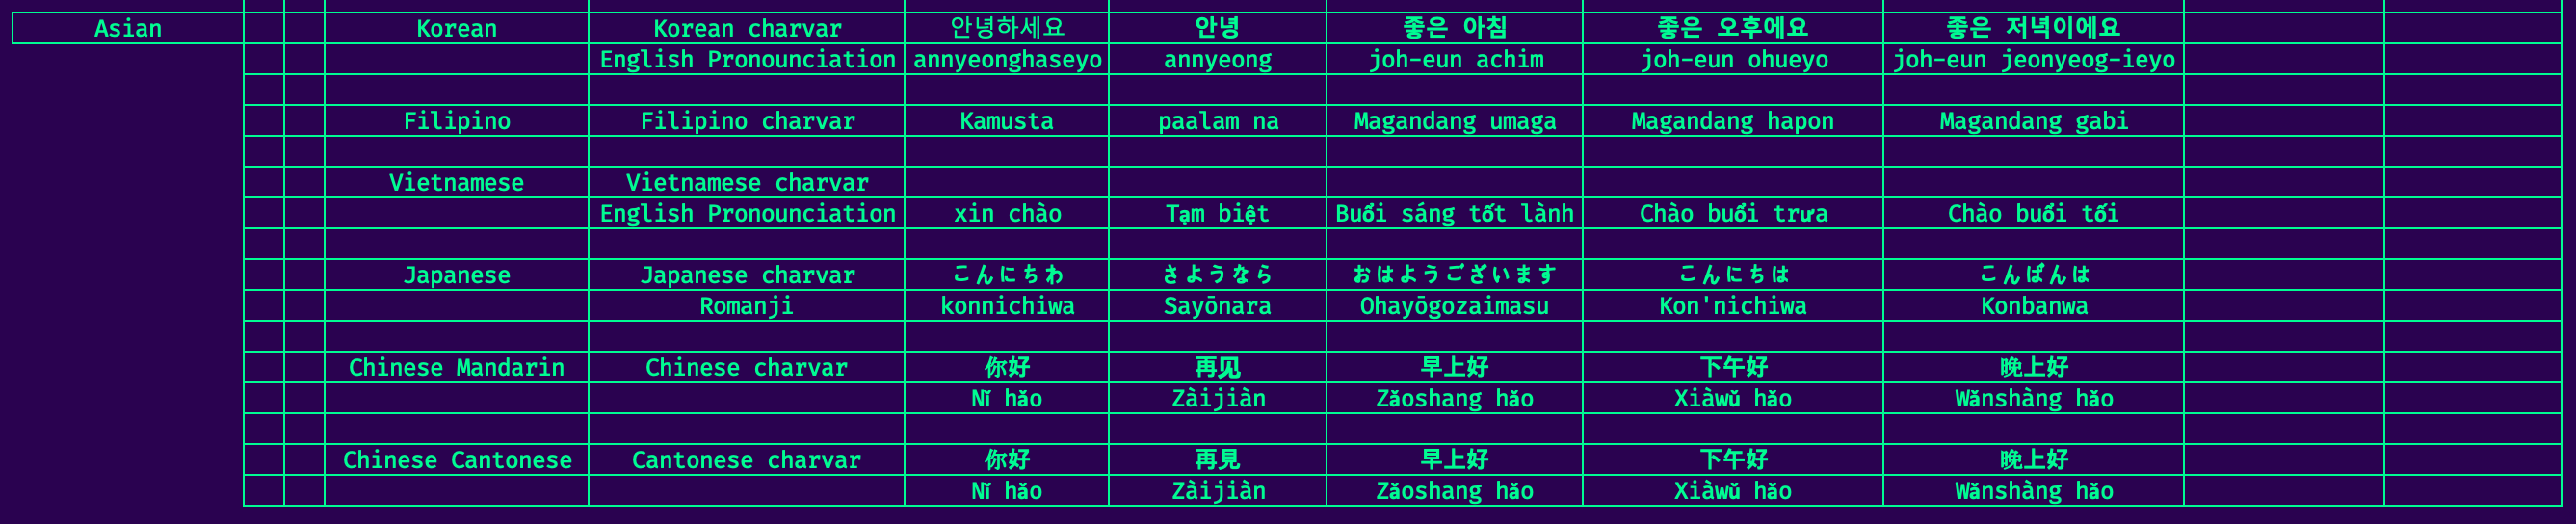 Asian Korean Korean charvar 안녕하세요 안녕 좋은 아침 좋은 오후에요 좋은 저녁이에요
English Pronounciation annyeonghaseyo annyeong joh-eun achim joh-eun ohueyo joh-eun jeonyeog-ieyo
Filipino Filipino charvar Kamusta paalam na Magandang umaga Magandang hapon Magandang gabi
Vietnamese Vietnamese charvar
English Pronounciation xin chào Tạm biệt Buổi sáng tốt lành Chào buổi trưa Chào buổi tối
Japanese Japanese charvar こんにちわ さようなら おはようございます こんにちは こんばんは
Romanji konnichiwa Sayōnara Ohayōgozaimasu Kon'nichiwa Konbanwa
Chinese Mandarin Chinese charvar 你好 再见 早上好 下午好 晚上好
Nǐ hǎo Zàijiàn Zǎoshang hǎo Xiàwǔ hǎo Wǎnshàng hǎo
Chinese Cantonese Cantonese charvar 你好 再見 早上好 下午好 晚上好
Nǐ hǎo Zàijiàn Zǎoshang hǎo Xiàwǔ hǎo Wǎnshàng hǎo